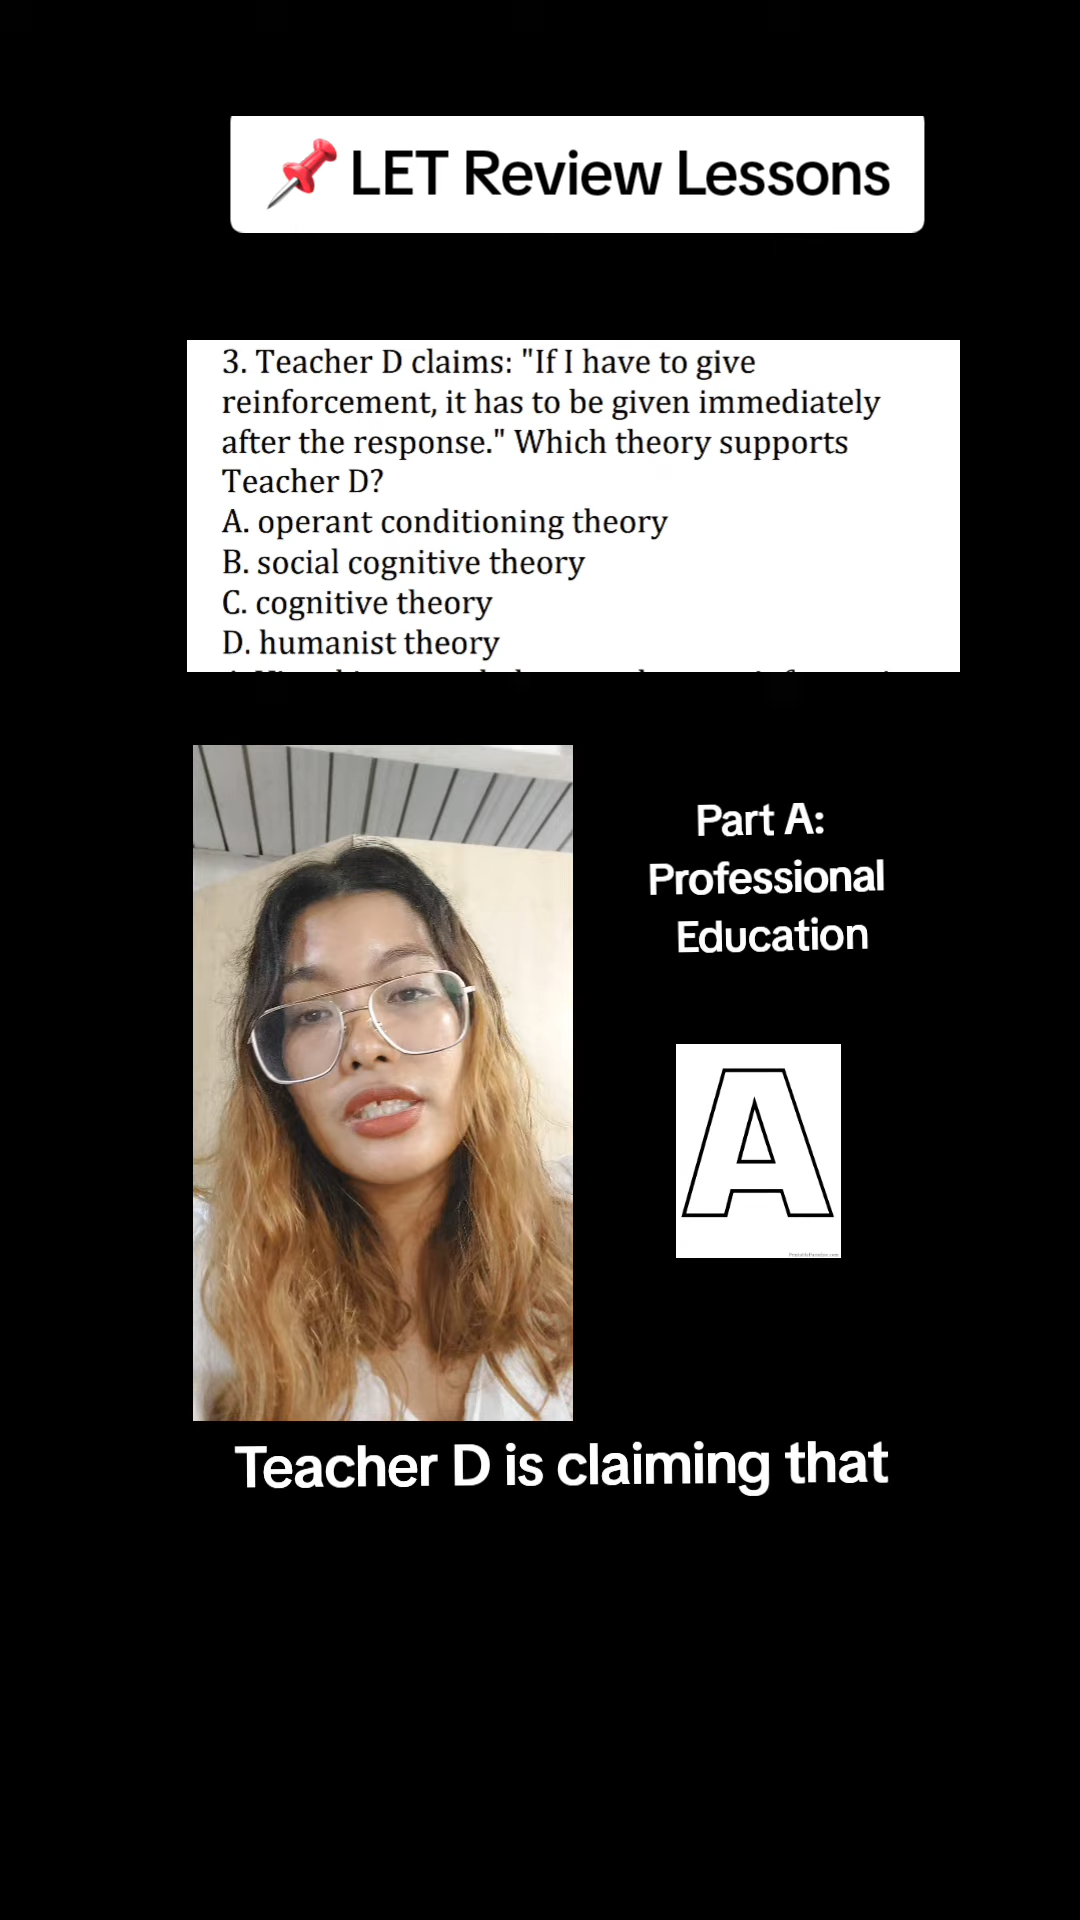 📌 LET Review Lessons
3. Teacher D claims: "If I have to give
reinforcement, it has to be given immediately
after the response." Which theory supports
Teacher D?
A. operant conditioning theory
B. social cognitive theory
C. cognitive theory
D. humanist theory
Part A:
Professional
Education
A
Teacher D is claiming that